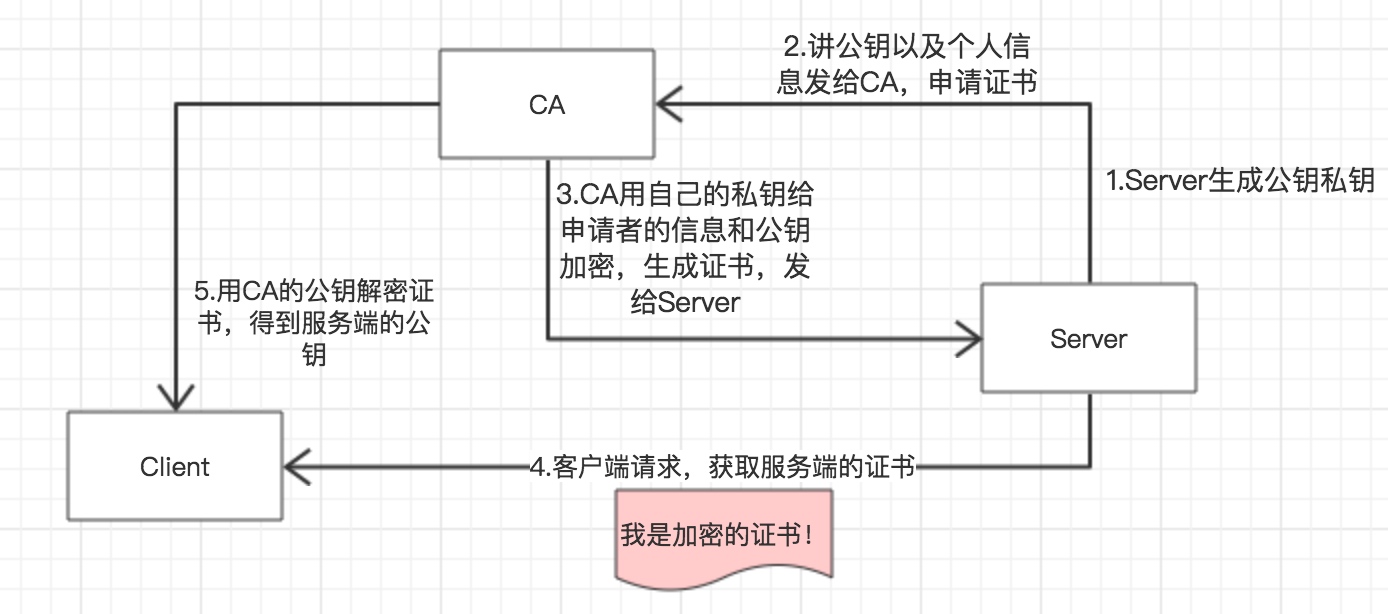 2.讲公钥以及个人信
息发给CA，申请证书
CA
1.Server生成公钥私钥
3.CA用自己的私钥给
申请者的信息和公钥
加密，生成证书，发
给Server
5.用CA的公钥解密证
书，得到服务端的公
钥
Server
Client
4.客户端请求，获取服务端的证书
我是加密的证书！